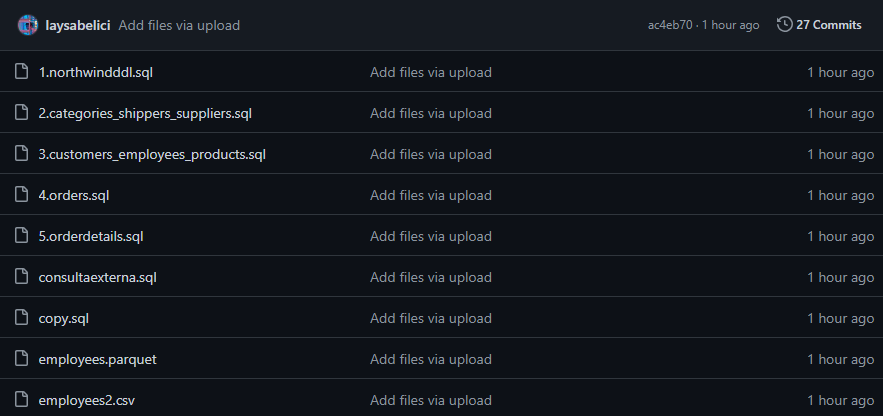 laysabelici Add files via upload ac4eb70 · 1 hour ago 27 Commits
1.northwindddl.sql Add files via upload 1 hour ago
2.categories_shippers_suppliers.sql Add files via upload 1 hour ago
3.customers_employees_products.sql Add files via upload 1 hour ago
4.orders.sql Add files via upload 1 hour ago
5.orderdetails.sql Add files via upload 1 hour ago
consultaexterna.sql Add files via upload 1 hour ago
copy.sql Add files via upload 1 hour ago
employees.parquet Add files via upload 1 hour ago
employees2.csv Add files via upload 1 hour ago